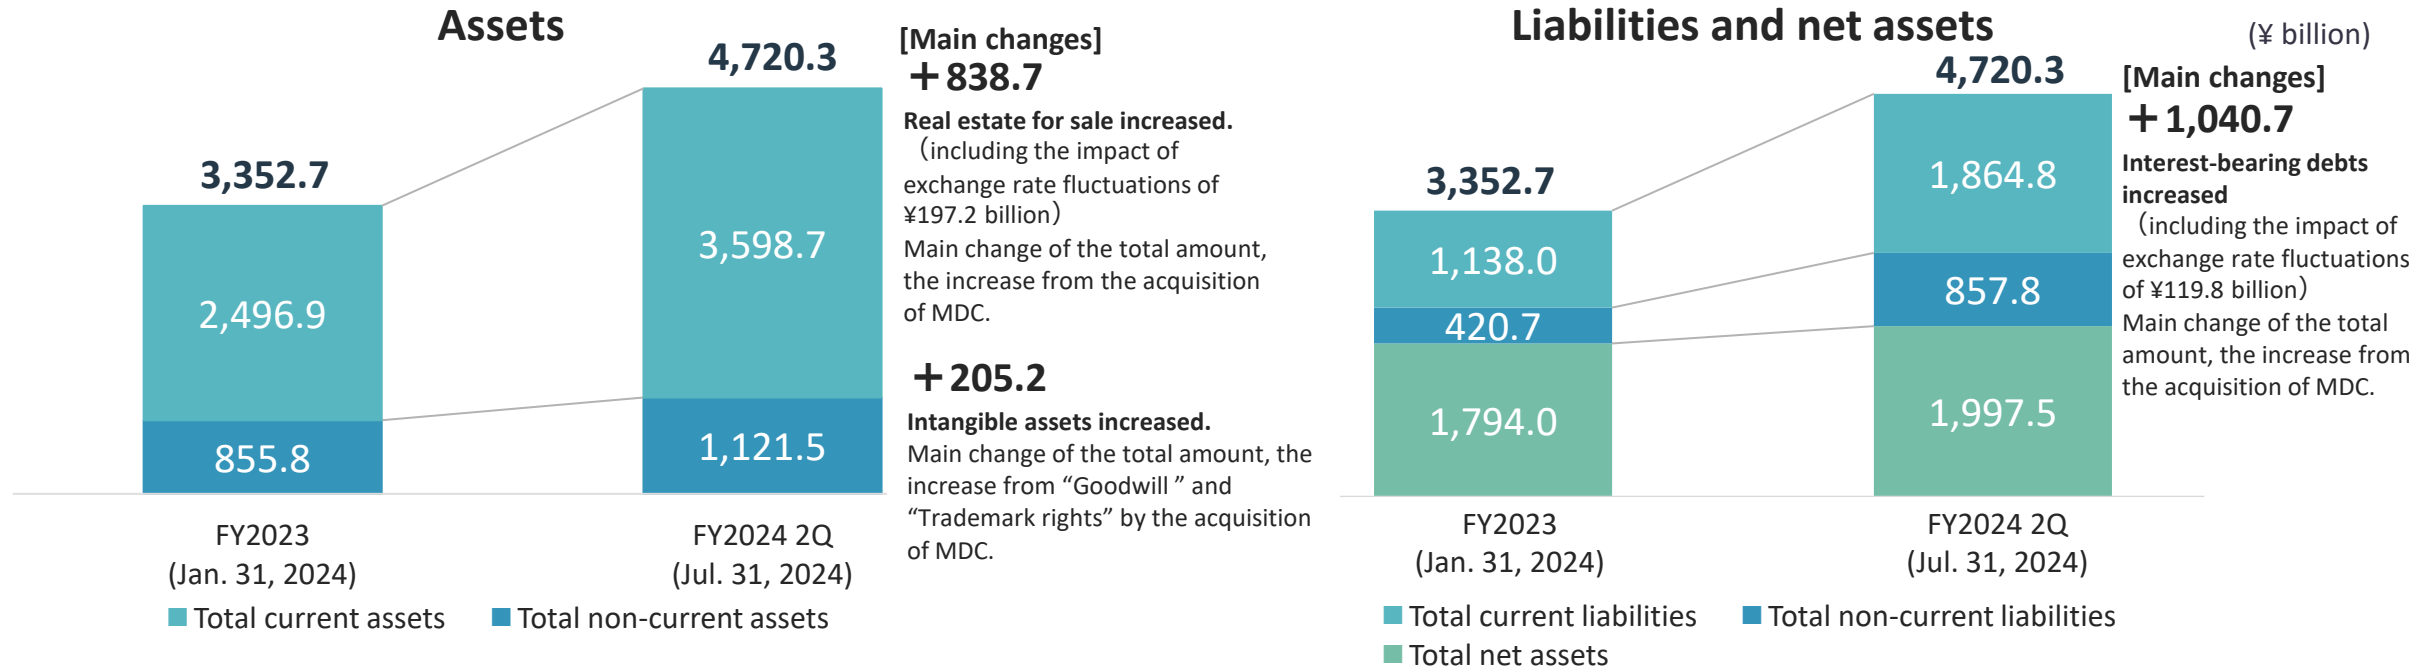 Assets
3,352.7
4,720.3
2,496.9
3,598.7
855.8
1,121.5
FY2023
(Jan. 31, 2024)
FY2024 2Q
(Jul. 31, 2024)
Total current assets
Total non-current assets
[Main changes]
＋838.7
Real estate for sale increased.
（including the impact of
exchange rate fluctuations of
¥197.2 billion）
Main change of the total amount,
the increase from the acquisition
of MDC.
＋205.2
Intangible assets increased.
Main change of the total amount, the
increase from “Goodwill ” and
“Trademark rights” by the acquisition
of MDC.
Liabilities and net assets
(¥ billion)
3,352.7
4,720.3
1,138.0
1,864.8
420.7
857.8
1,794.0
1,997.5
FY2023
(Jan. 31, 2024)
FY2024 2Q
(Jul. 31, 2024)
Total current liabilities
Total non-current liabilities
Total net assets
[Main changes]
＋1,040.7
Interest-bearing debts
increased
（including the impact of
exchange rate fluctuations
of ¥119.8 billion）
Main change of the total
amount, the increase from
the acquisition of MDC.